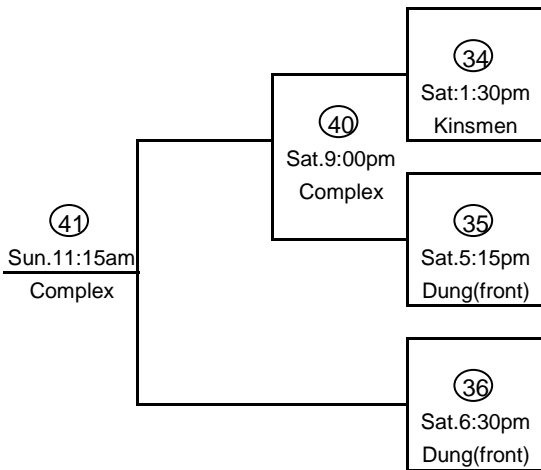 34
Sat:1:30pm
Kinsmen
40
Sat.9:00pm
Complex
41
Sun.11:15am
Complex
35
Sat.5:15pm
Dung(front)
36
Sat.6:30pm
Dung(front)